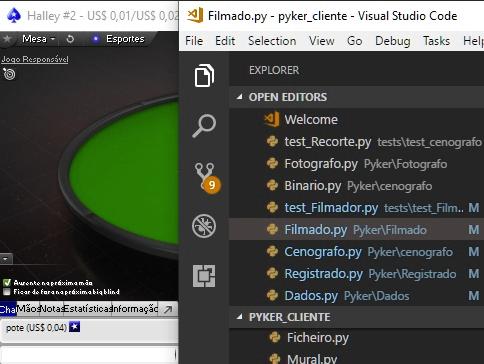 Halley #2 - US$ 0,01/US$ 0,02
Mesa
Esportes
Jogo Responsável
Ausente na próxima mão
Ficar de fora na próxima big blind
Cha Mãos Notas Estatísticas Informação
pote (US$ 0,04)
Filmado.py - pyker_cliente - Visual Studio Code
File Edit Selection View Go Debug Tasks Help
EXPLORER
OPEN EDITORS
Welcome
test_Recorte.py tests\test_cenografo
Fotografo.py Pyker\Fotografo
Binario.py Pyker\cenografo
test_Filmador.py tests\test_Film... M
Filmado.py Pyker\Filmado M
Cenografo.py Pyker\cenografo M
Registrado.py Pyker\Registrado M
Dados.py Pyker\Dados M
9
PYKER_CLIENTE
Ficheiro.py
Mural.py